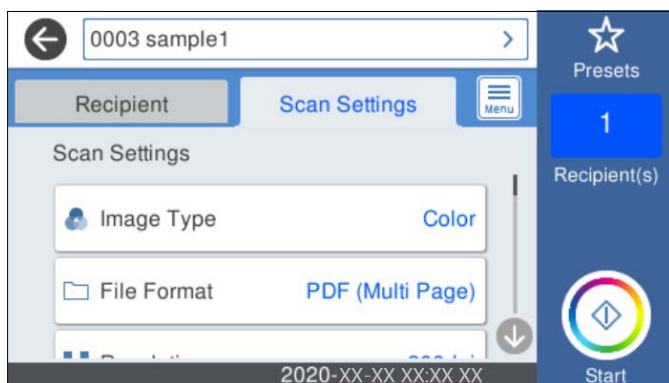 0003 sample1
Presets
Recipient
Scan Settings
Menu
1
Recipient(s)
Scan Settings
Image Type
Color
File Format
PDF (Multi Page)
2020-XX-XX XX:XX XX
Start